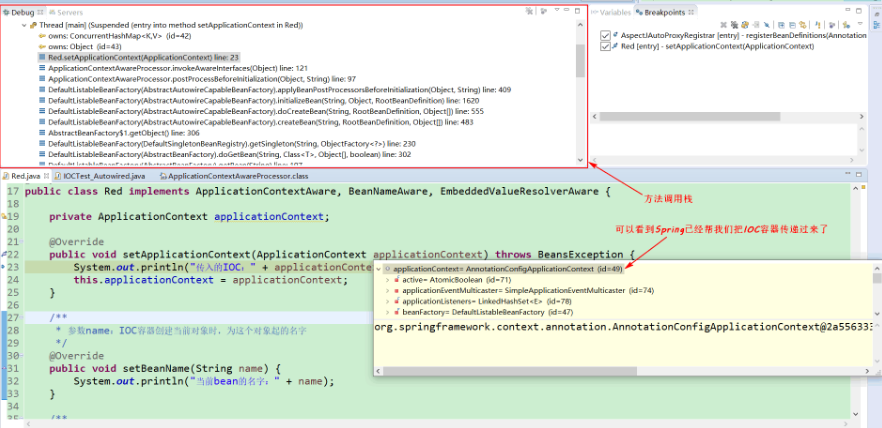 Debug Servers
Thread [main] (Suspended (entry into method setApplicationContext in Red))
owns: ConcurrentHashMap<K,V> (id=42)
owns: Object (id=43)
Red.setApplicationContext(ApplicationContext) line: 23
ApplicationContextAwareProcessor.invokeAwareInterfaces(Object) line: 121
ApplicationContextAwareProcessor.postProcessBeforeInitialization(Object, String) line: 97
DefaultListableBeanFactory(AbstractAutowireCapableBeanFactory).applyBeanPostProcessorsBeforeInitialization(Object, String) line: 409
DefaultListableBeanFactory(AbstractAutowireCapableBeanFactory).initializeBean(String, Object, RootBeanDefinition) line: 1620
DefaultListableBeanFactory(AbstractAutowireCapableBeanFactory).doCreateBean(String, RootBeanDefinition, Object[]) line: 555
DefaultListableBeanFactory(AbstractAutowireCapableBeanFactory).createBean(String, RootBeanDefinition, Object[]) line: 483
AbstractBeanFactory$1.getObject() line: 306
DefaultListableBeanFactory(DefaultSingletonBeanRegistry).getSingleton(String, ObjectFactory<?>) line: 230
DefaultListableBeanFactory(AbstractBeanFactory).doGetBean(String, Class<T>, Object[], boolean) line: 302
Variables Breakpoints
AspectJAutoProxyRegistrar [entry] - registerBeanDefinitions(Annotation
Red [entry] - setApplicationContext(ApplicationContext)
方法调用栈
Red.java IOCTest_Autowired.java ApplicationContextAwareProcessor.class
17 public class Red implements ApplicationContextAware, BeanNameAware, EmbeddedValueResolverAware {
18
19 private ApplicationContext applicationContext;
20
21 @Override
可以看到Spring已经帮我们把IOC容器传递过来了
22 public void setApplicationContext(ApplicationContext applicationContext) throws BeansException {
23 System.out.println("传入的IOC：" + applicationConte
24 this.applicationContext = applicationContext;
25 }
26
27 /**
28 * 参数name：IOC容器创建当前对象时，为这个对象起的名字
29 */
30 @Override
31 public void setBeanName(String name) {
32 System.out.println("当前bean的名字：" + name);
33 }
34
35 /**
applicationContext= AnnotationConfigApplicationContext (id=49)
active= AtomicBoolean (id=71)
applicationEventMulticaster= SimpleApplicationEventMulticaster (id=74)
applicationListeners= LinkedHashSet<E> (id=78)
beanFactory= DefaultListableBeanFactory (id=47)
org.springframework.context.annotation.AnnotationConfigApplicationContext@2a556333